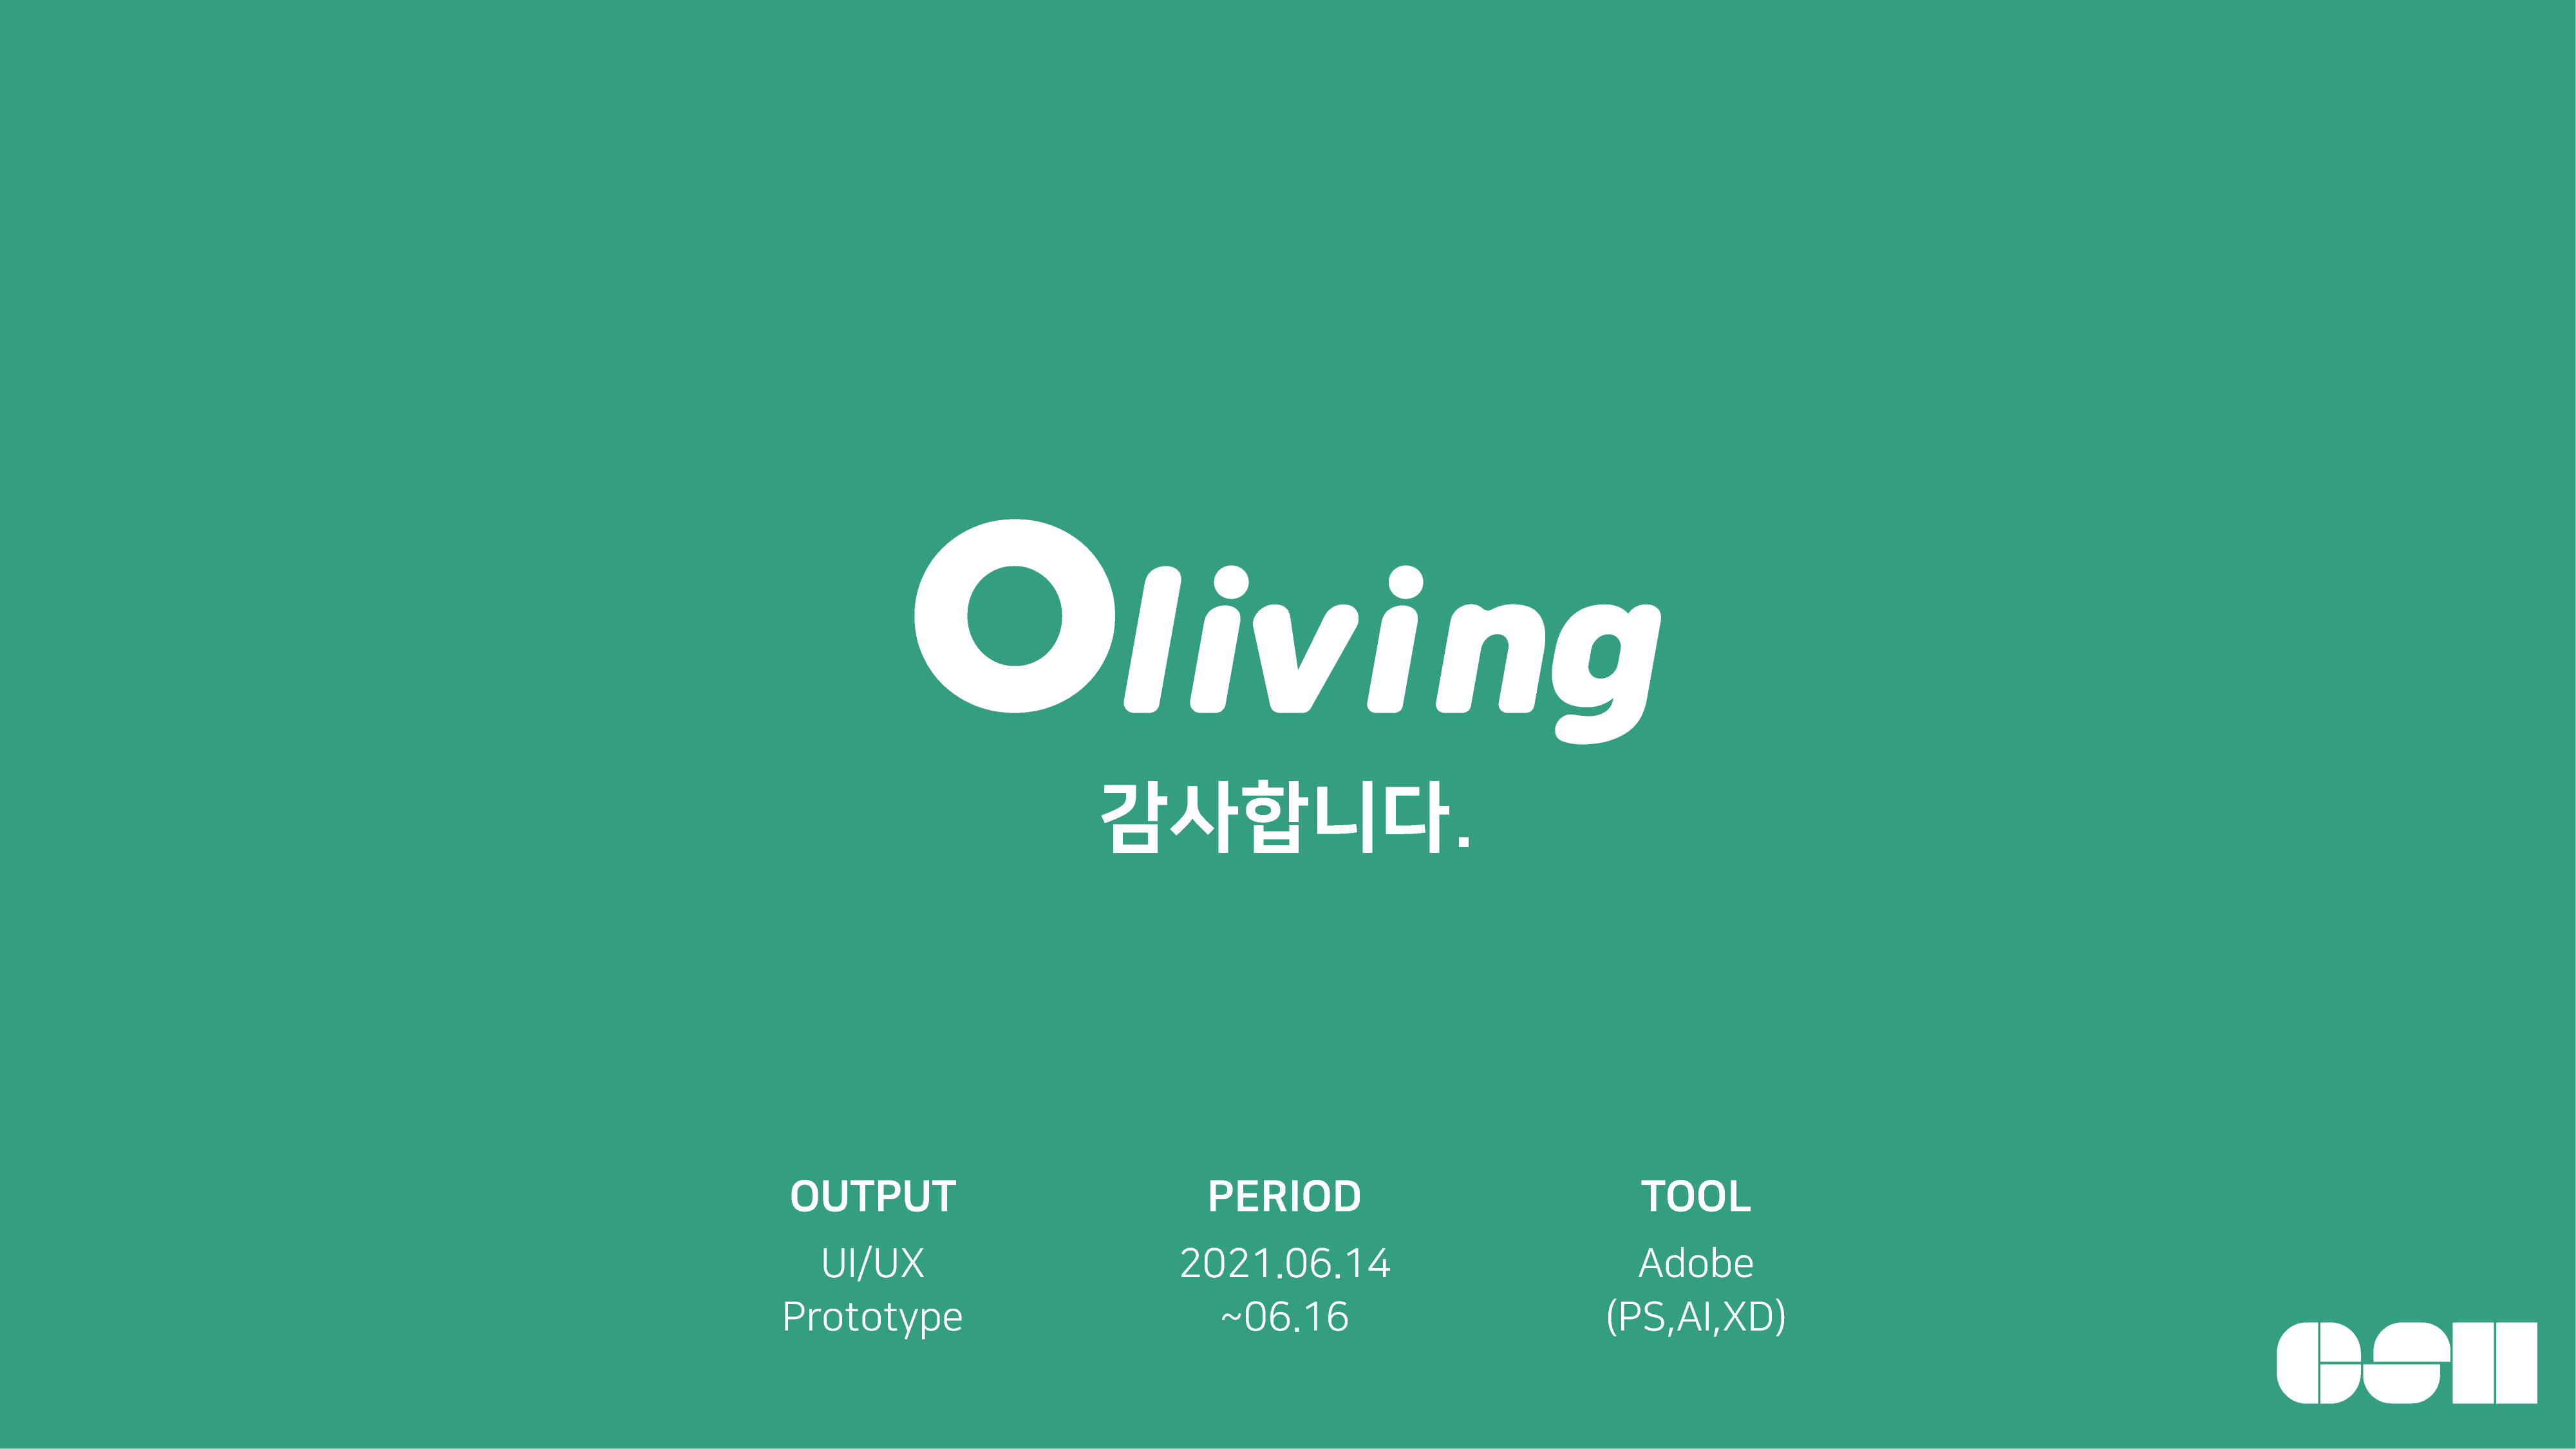 Oliving
감사합니다.
OUTPUT
UI/UX
Prototype
PERIOD
2021.06.14
~06.16
TOOL
Adobe
(PS,AI,XD)